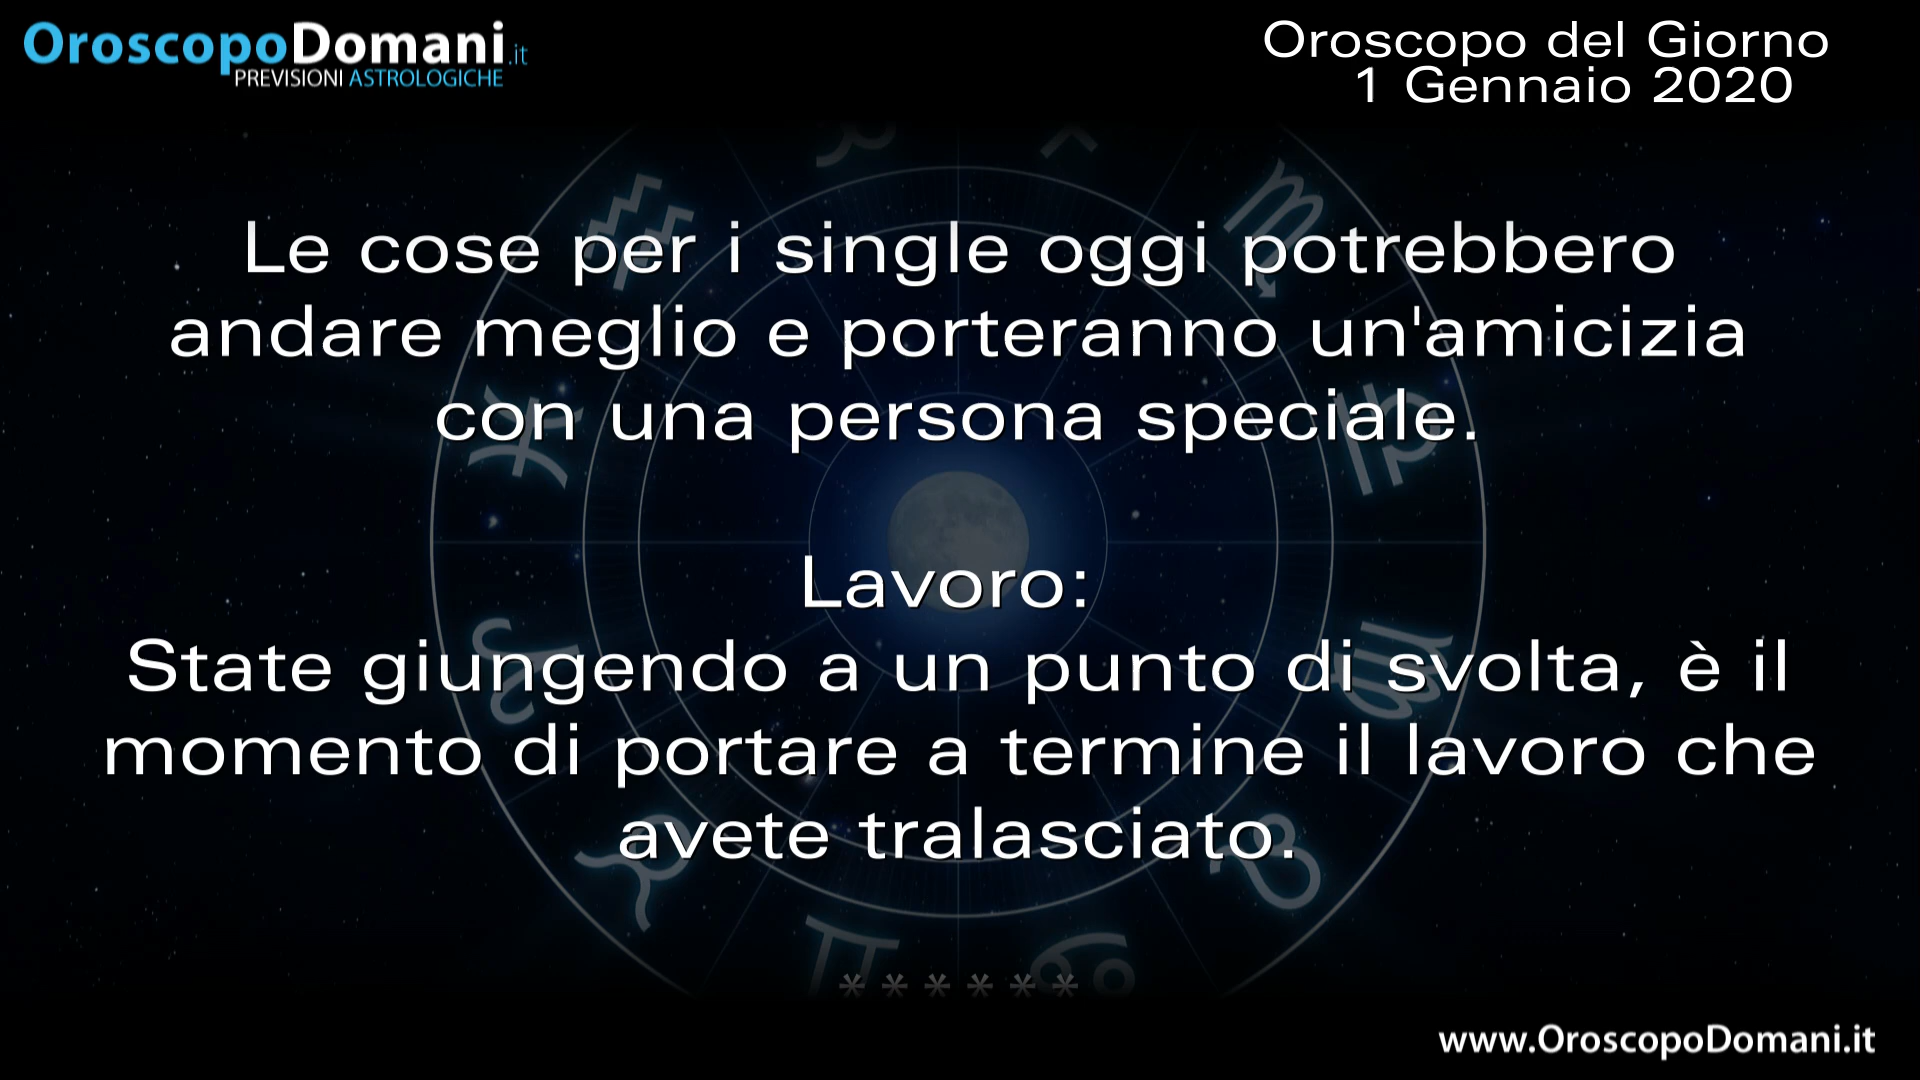 OroscopoDomani.it
PREVISIONI ASTROLOGICHE
Oroscopo del Giorno
1 Gennaio 2020
Le cose per i single oggi potrebbero
andare meglio e porteranno un'amicizia
con una persona speciale.
Lavoro:
State giungendo a un punto di svolta, è il
momento di portare a termine il lavoro che
avete tralasciato.
******
www.OroscopoDomani.it